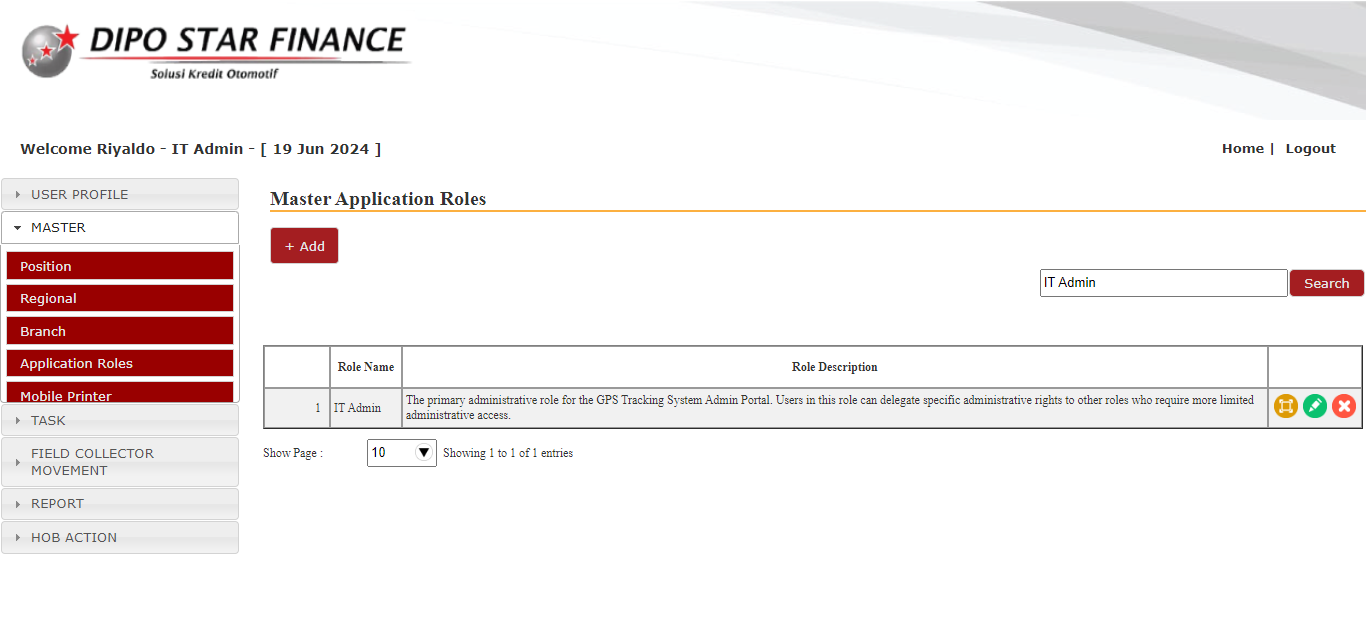 DIPO STAR FINANCE
Solusi Kredit Otomotif
Welcome Riyaldo - IT Admin - [ 19 Jun 2024 ]
Home | Logout
USER PROFILE
MASTER
Position
Regional
Branch
Application Roles
Mobile Printer
TASK
FIELD COLLECTOR
MOVEMENT
REPORT
HOB ACTION
Master Application Roles
+ Add
IT Admin Search
Role Name Role Description
1 IT Admin The primary administrative role for the GPS Tracking System Admin Portal. Users in this role can delegate specific administrative rights to other roles who require more limited
administrative access.
Show Page : 10 Showing 1 to 1 of 1 entries